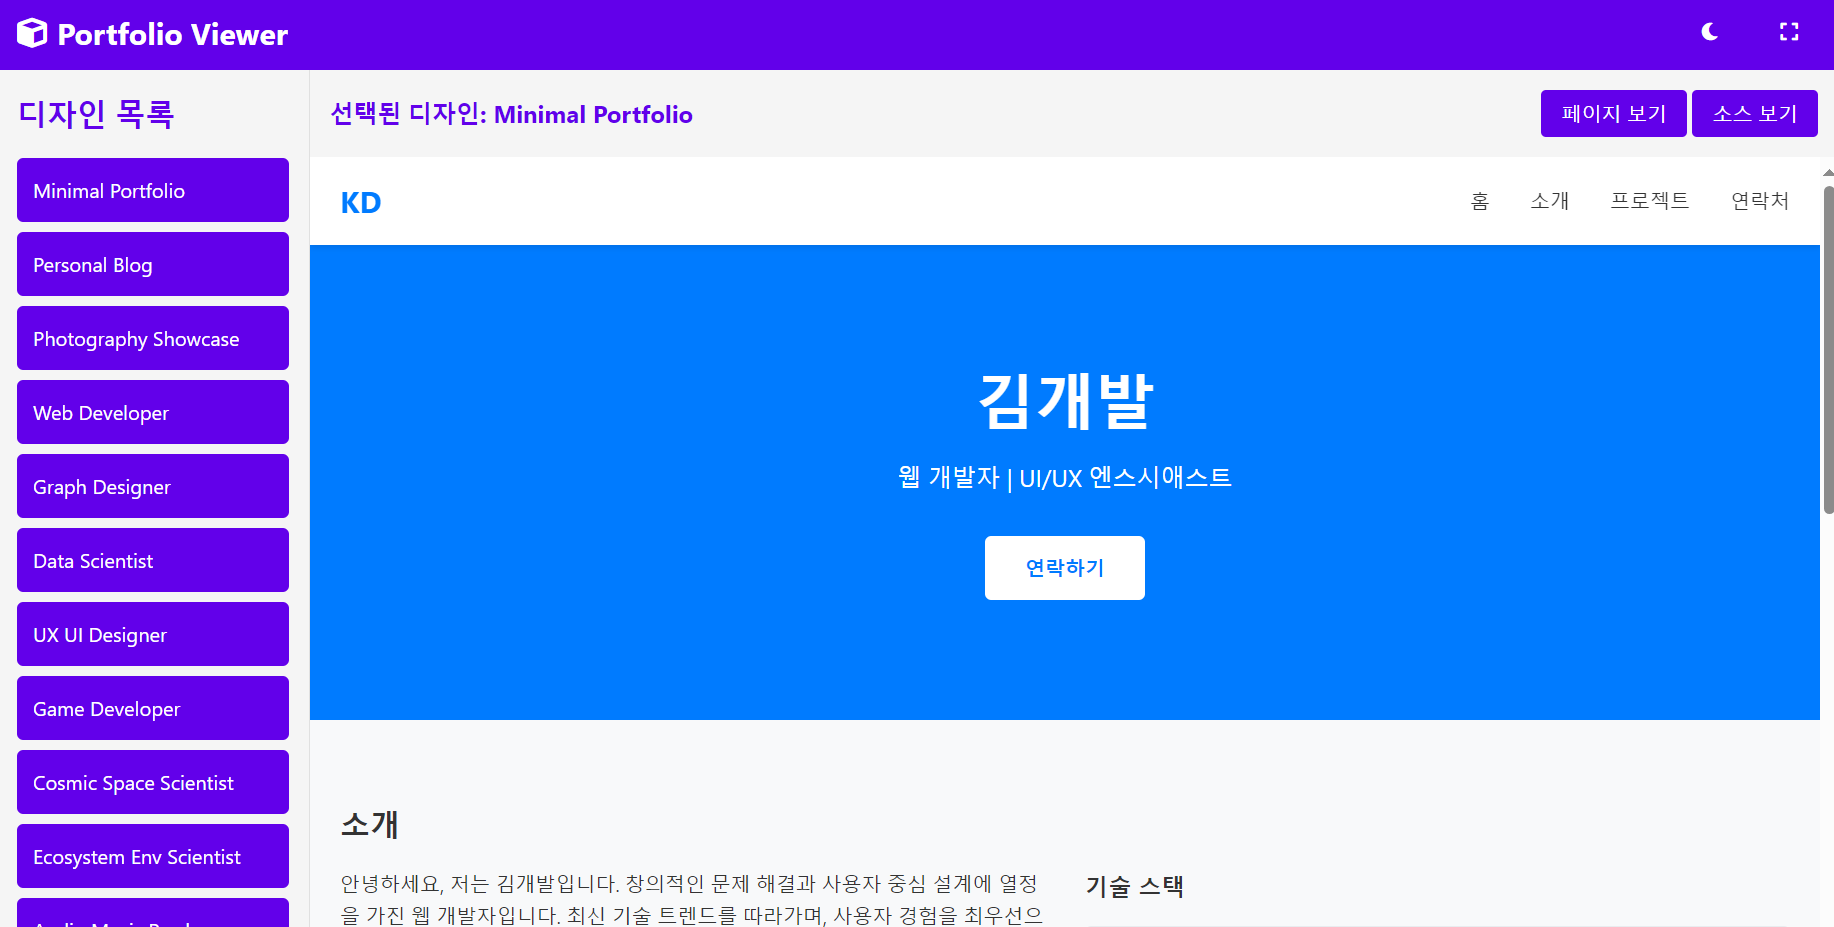 Portfolio Viewer
디자인 목록
Minimal Portfolio
Personal Blog
Photography Showcase
Web Developer
Graph Designer
Data Scientist
UX UI Designer
Game Developer
Cosmic Space Scientist
Ecosystem Env Scientist
선택된 디자인: Minimal Portfolio
페이지 보기
소스 보기
KD
홈
소개
프로젝트
연락처
김개발
웹 개발자 | UI/UX 엔스시애스트
연락하기
소개
안녕하세요, 저는 김개발입니다. 창의적인 문제 해결과 사용자 중심 설계에 열정
을 가진 웹 개발자입니다. 최신 기술 트렌드를 따라가며, 사용자 경험을 최우선으
기술 스택